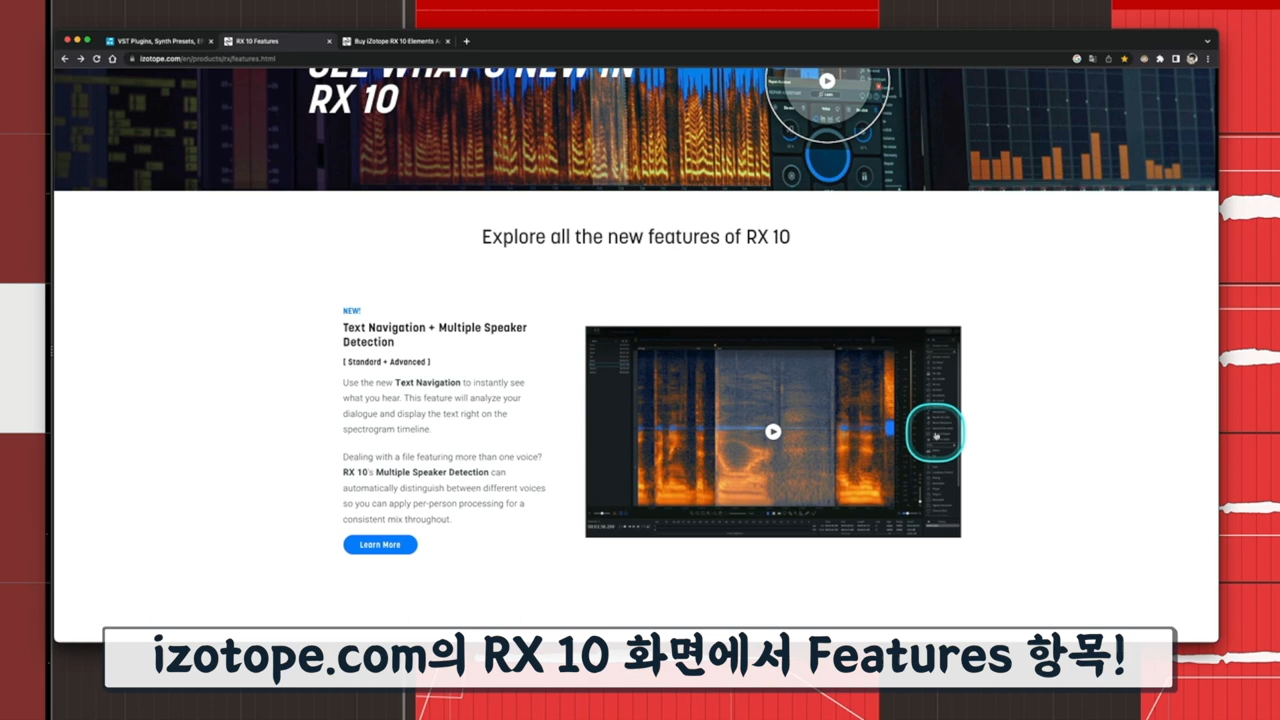 VST Plugins, Synth Presets, Ef
RX 10 Features
Buy iZotope RX 10 Elements
izotope.com/en/products/rx/features.html
SEE WHAT'S NEW IN
RX 10
Explore all the new features of RX 10
NEW!
Text Navigation + Multiple Speaker
Detection
[ Standard + Advanced ]
Use the new Text Navigation to instantly see
what you hear. This feature will analyze your
dialogue and display the text right on the
spectrogram timeline.
Dealing with a file featuring more than one voice?
RX 10's Multiple Speaker Detection can
automatically distinguish between different voices
so you can apply per-person processing for a
consistent mix throughout.
Learn More
izotope.com의 RX 10 화면에서 Features 항목!